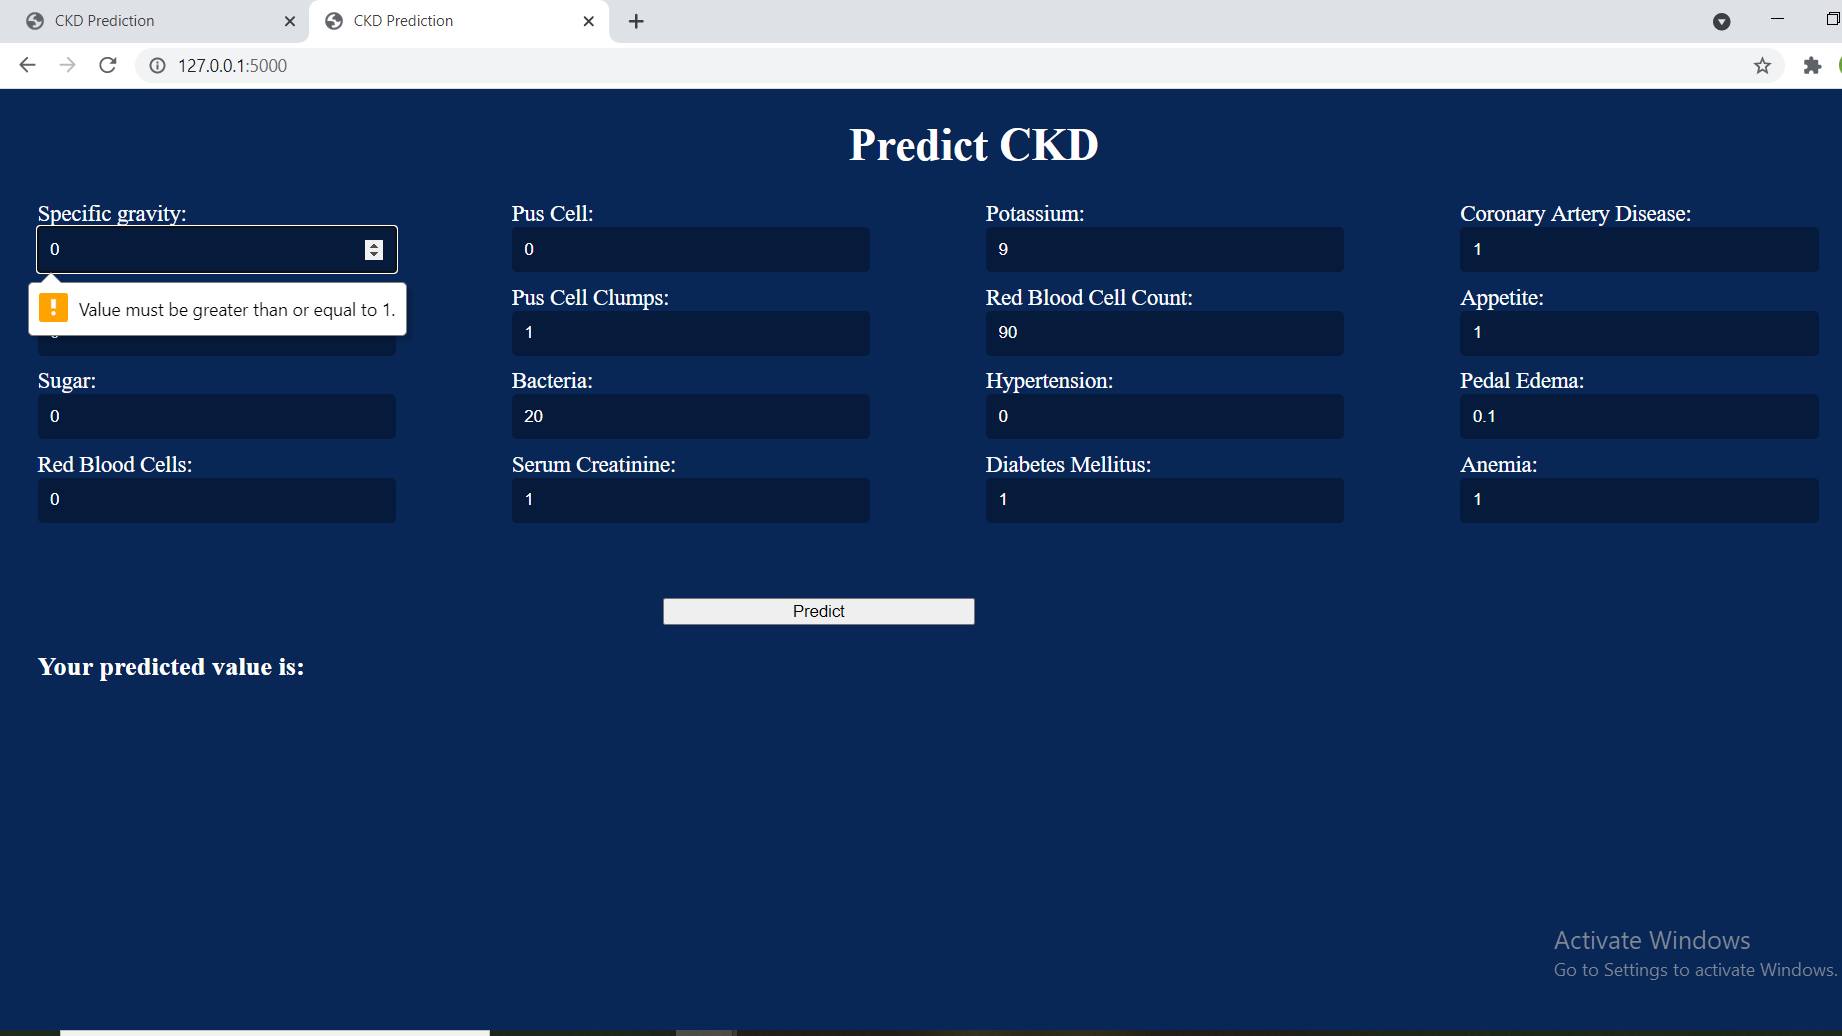 CKD Prediction
CKD Prediction
127.0.0.1:5000
Predict CKD
Specific gravity:
0
Value must be greater than or equal to 1.
Sugar:
0
Red Blood Cells:
0
Pus Cell:
0
Pus Cell Clumps:
1
Bacteria:
20
Serum Creatinine:
1
Potassium:
9
Red Blood Cell Count:
90
Hypertension:
0
Diabetes Mellitus:
1
Coronary Artery Disease:
1
Appetite:
1
Pedal Edema:
0.1
Anemia:
1
Predict
Your predicted value is:
Activate Windows
Go to Settings to activate Windows.